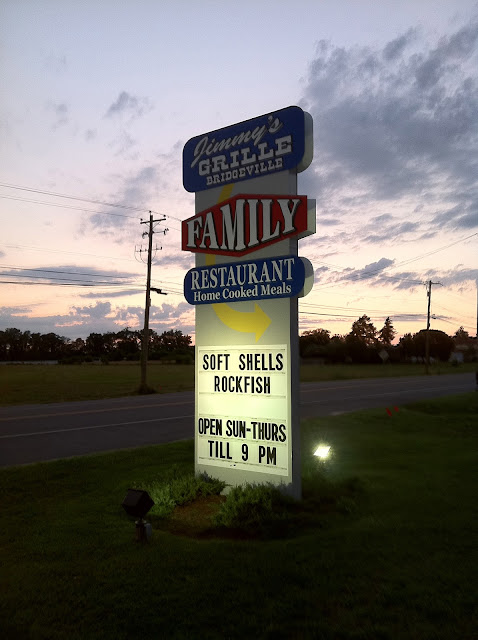 Jimmy's
GRILLE
BRIDGEVILLE
FAMILY
RESTAURANT
Home Cooked Meals
SOFT SHELLS
ROCKFISH
OPEN SUN-THURS
TILL 9 PM